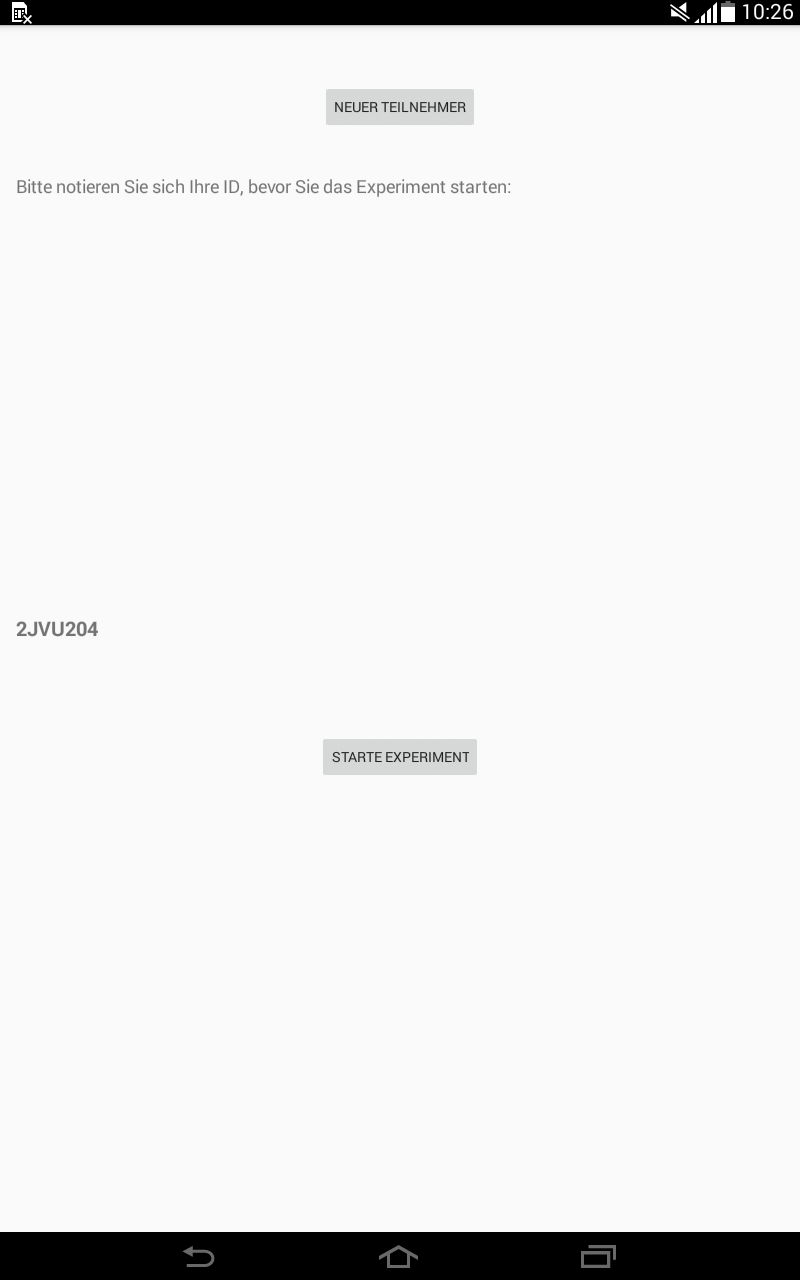 10:26
NEUER TEILNEHMER
Bitte notieren Sie sich Ihre ID, bevor Sie das Experiment starten:
2JVU204
STARTE EXPERIMENT